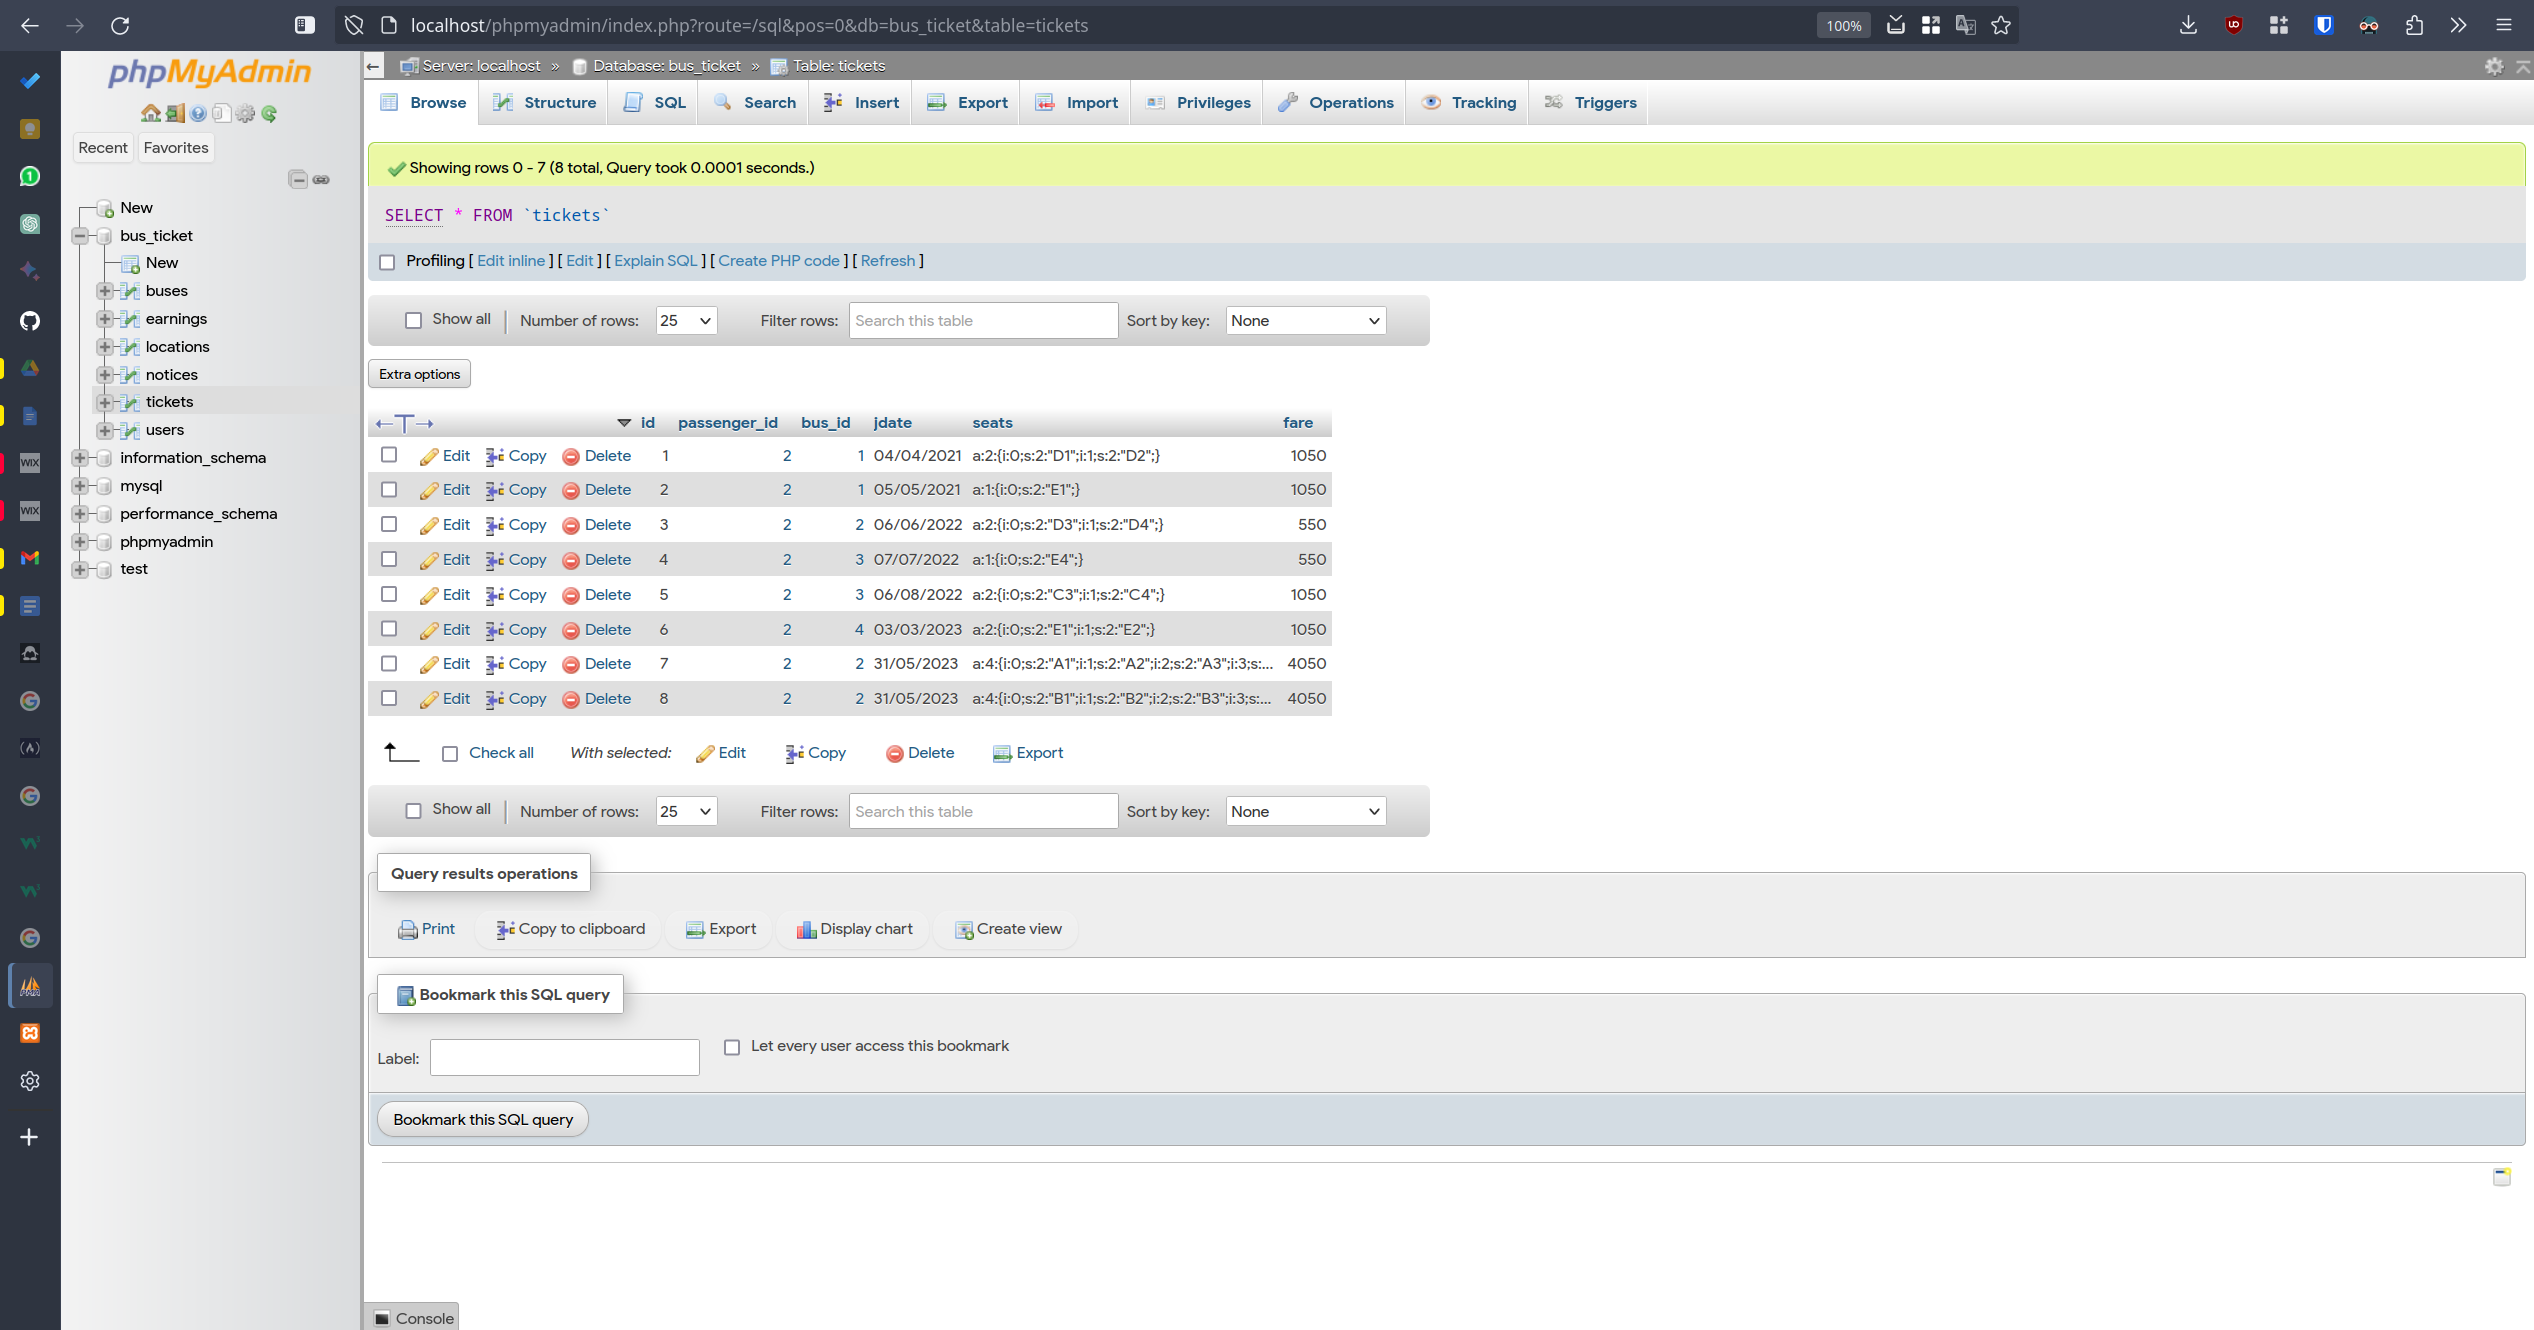 localhost/phpmyadmin/index.php?route=/sql&pos=0&db=bus_ticket&table=tickets
100%
phpMyAdmin
Recent
Favorites
New
bus_ticket
New
buses
earnings
locations
notices
tickets
users
information_schema
mysql
performance_schema
phpmyadmin
test
Server: localhost » Database: bus_ticket » Table: tickets
Browse Structure SQL Search Insert Export Import Privileges Operations Tracking Triggers
Showing rows 0 - 7 (8 total, Query took 0.0001 seconds.)
SELECT * FROM `tickets`
Profiling [ Edit inline ] [ Edit ] [ Explain SQL ] [ Create PHP code ] [ Refresh ]
Show all | Number of rows: 25 Filter rows: Search this table Sort by key: None
Extra options
←T→ id passenger_id bus_id jdate seats fare
Edit Copy Delete 1 2 1 04/04/2021 a:2:{i:0;s:2:"D1";i:1;s:2:"D2";} 1050
Edit Copy Delete 2 2 1 05/05/2021 a:1:{i:0;s:2:"E1";} 1050
Edit Copy Delete 3 2 2 06/06/2022 a:2:{i:0;s:2:"D3";i:1;s:2:"D4";} 550
Edit Copy Delete 4 2 3 07/07/2022 a:1:{i:0;s:2:"E4";} 550
Edit Copy Delete 5 2 3 06/08/2022 a:2:{i:0;s:2:"C3";i:1;s:2:"C4";} 1050
Edit Copy Delete 6 2 4 03/03/2023 a:2:{i:0;s:2:"E1";i:1;s:2:"E2";} 1050
Edit Copy Delete 7 2 2 31/05/2023 a:4:{i:0;s:2:"A1";i:1;s:2:"A2";i:2;s:2:"A3";i:3;s:... 4050
Edit Copy Delete 8 2 2 31/05/2023 a:4:{i:0;s:2:"B1";i:1;s:2:"B2";i:2;s:2:"B3";i:3;s:... 4050
Check all With selected: Edit Copy Delete Export
Show all | Number of rows: 25 Filter rows: Search this table Sort by key: None
Query results operations
Print Copy to clipboard Export Display chart Create view
Bookmark this SQL query
Label: Let every user access this bookmark
Bookmark this SQL query
Console
WIX
WIX
PMA